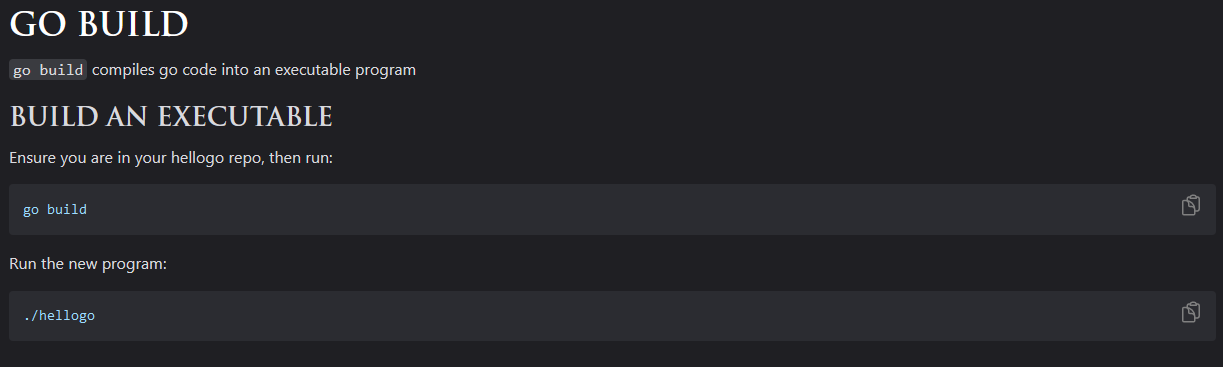 GO BUILD
go build compiles go code into an executable program
BUILD AN EXECUTABLE
Ensure you are in your hellogo repo, then run:
go build
Run the new program:
./hellogo